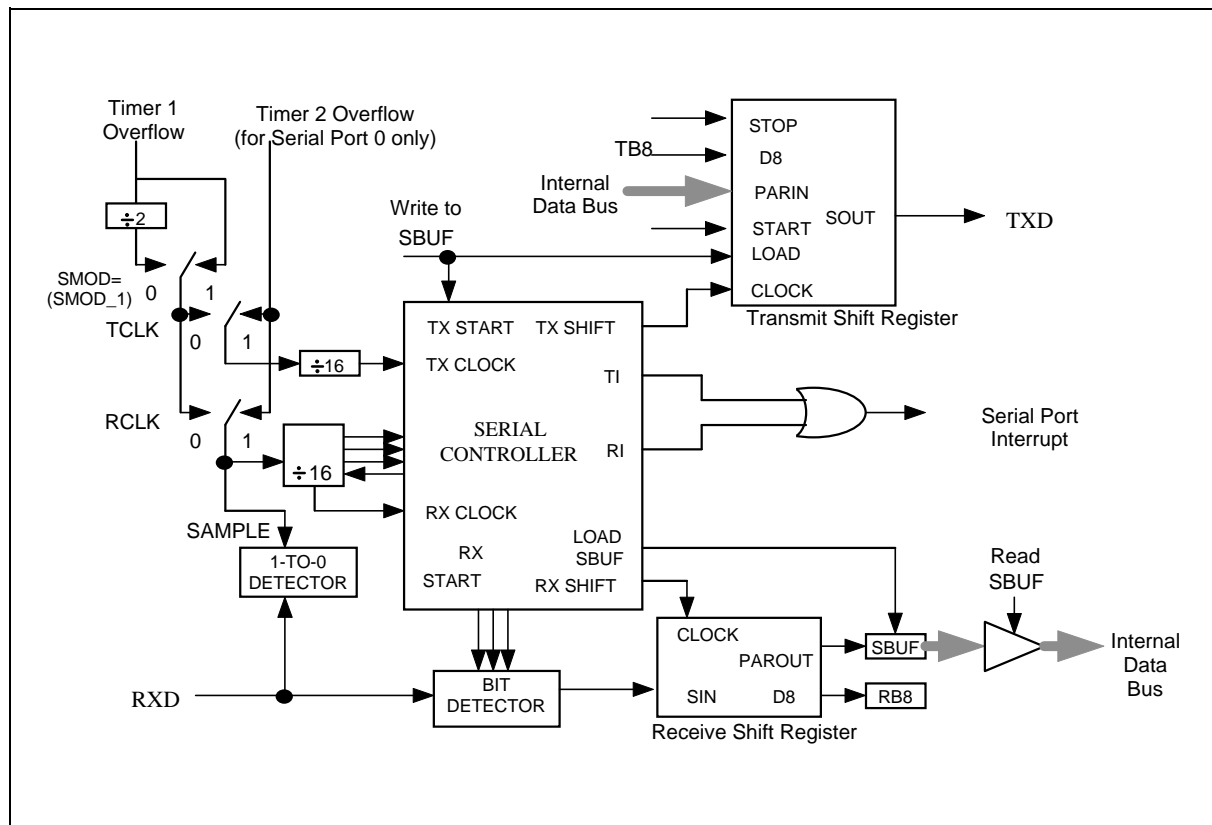 Timer 1
Overflow
Timer 2 Overflow
(for Serial Port 0 only)
÷2
SMOD=
(SMOD_1)
0
1
TCLK
0
1
÷16
RCLK
0
1
÷16
SAMPLE
1-TO-0
DETECTOR
RXD
Write to
SBUF
TX START
TX SHIFT
TX CLOCK
TI
SERIAL
CONTROLLER
RI
RX CLOCK
LOAD
SBUF
RX
START
RX SHIFT
BIT
DETECTOR
TB8
Internal
Data Bus
STOP
D8
PARIN
SOUT
START
LOAD
CLOCK
Transmit Shift Register
TXD
Serial Port
Interrupt
CLOCK
PAROUT
SIN
D8
Receive Shift Register
SBUF
RB8
Read
SBUF
Internal
Data
Bus